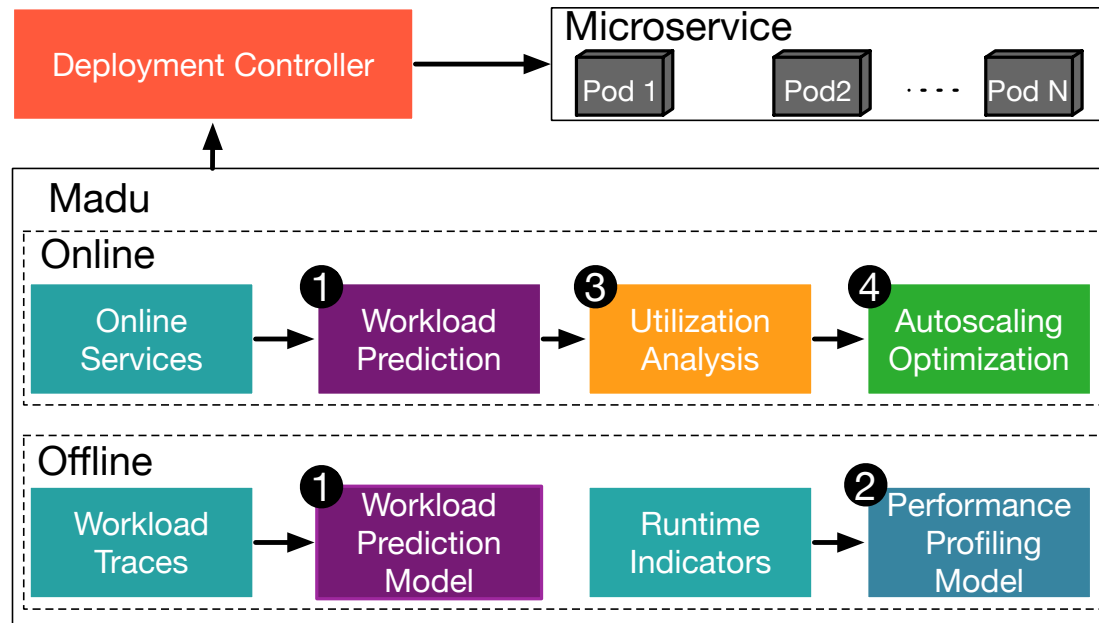 Deployment Controller
Microservice
Pod 1
Pod2
....
Pod N
Madu
Online
Online
Services
1
Workload
Prediction
3
Utilization
Analysis
4
Autoscaling
Optimization
Offline
Workload
Traces
1
Workload
Prediction
Model
Runtime
Indicators
2
Performance
Profiling
Model